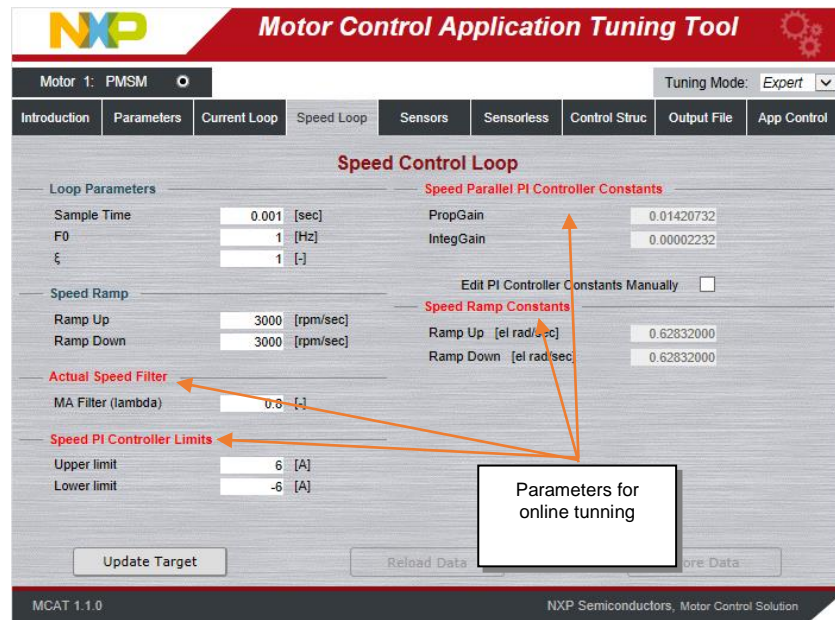 NXP Motor Control Application Tuning Tool
Motor 1: PMSM Tuning Mode: Expert
Introduction Parameters Current Loop Speed Loop Sensors Sensorless Control Struc Output File App Control
Speed Control Loop
Loop Parameters
Sample Time 0.001 [sec]
F0 1 [Hz]
ξ 1 [-]
Speed Ramp
Ramp Up 3000 [rpm/sec]
Ramp Down 3000 [rpm/sec]
Actual Speed Filter
MA Filter (lambda) 0.8 [-]
Speed PI Controller Limits
Upper limit 6 [A]
Lower limit -6 [A]
Speed Parallel PI Controller Constants
PropGain 0.01420732
IntegGain 0.00002232
Edit PI Controller Constants Manually
Speed Ramp Constants
Ramp Up [el rad/sec] 0.62832000
Ramp Down [el rad/sec] 0.62832000
Parameters for
online tunning
Update Target Reload Data ore Data
MCAT 1.1.0 NXP Semiconductors, Motor Control Solution